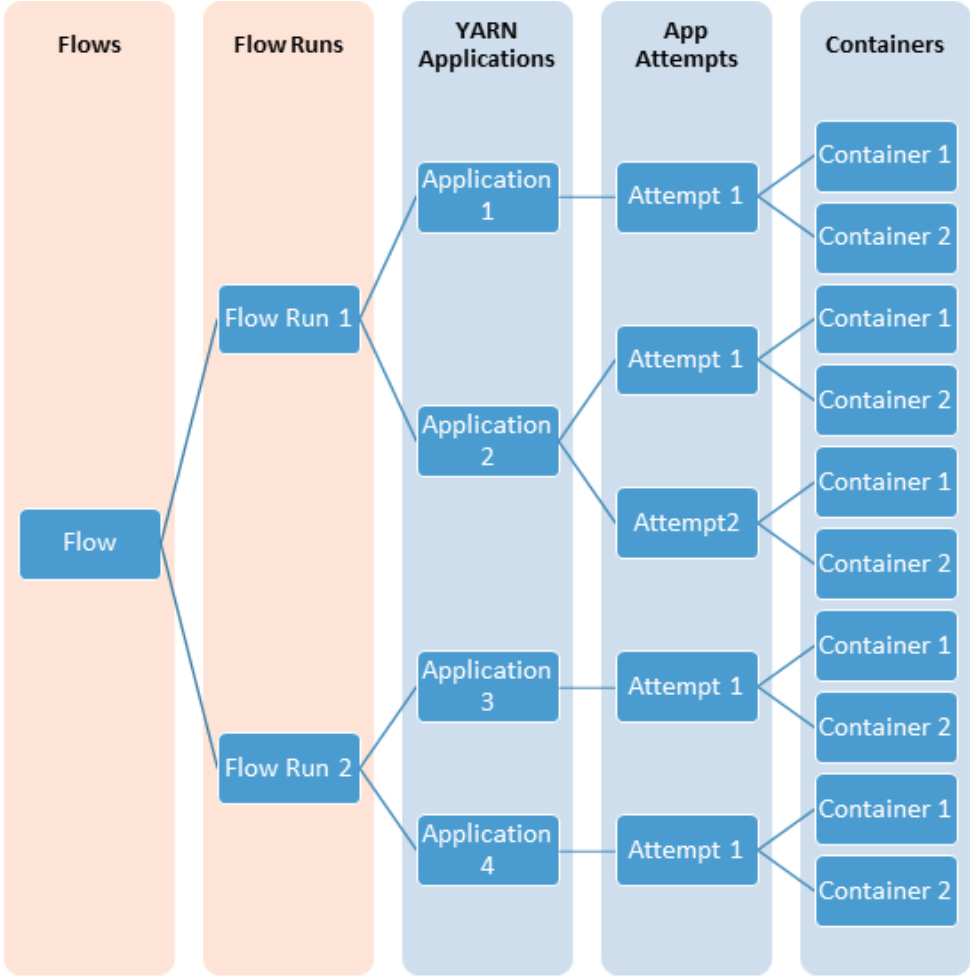 Flows
Flow Runs
YARN
Applications
App
Attempts
Containers
Flow
Flow Run 1
Flow Run 2
Application
1
Application
2
Application
3
Application
4
Attempt 1
Attempt 1
Attempt2
Attempt 1
Attempt 1
Container 1
Container 2
Container 1
Container 2
Container 1
Container 2
Container 1
Container 2
Container 1
Container 2